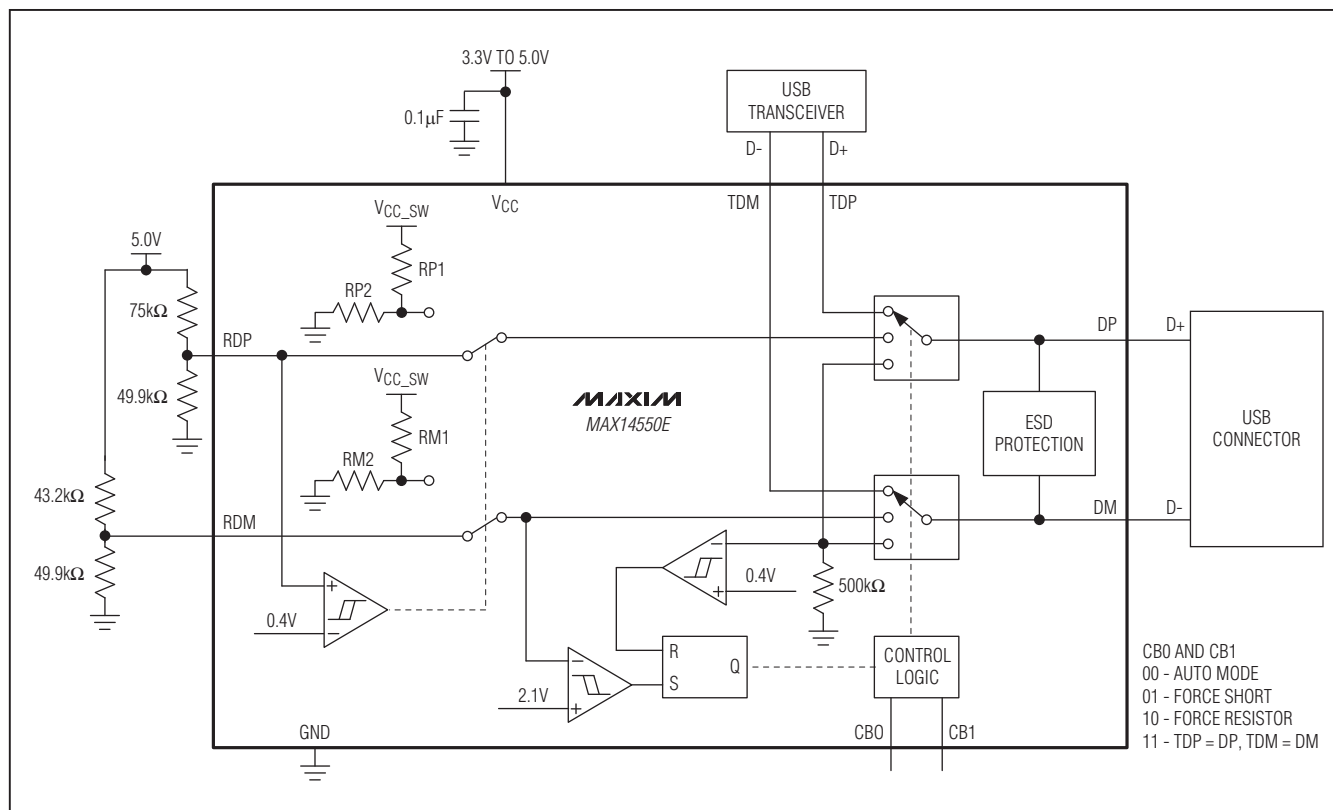 3.3V TO 5.0V
0.1μF
USB
TRANSCEIVER
D-
D+
TDM
TDP
VCC
VCC_SW
5.0V
RP1
RP2
75kΩ
RDP
DP
D+
VCC_SW
49.9kΩ
MAXIM
MAX14550E
RM1
RM2
ESD
PROTECTION
USB
CONNECTOR
43.2kΩ
RDM
DM
D-
49.9kΩ
-
+
0.4V
500kΩ
+
-
0.4V
R
S
Q
CONTROL
LOGIC
-
+
2.1V
CB0 AND CB1
00 - AUTO MODE
01 - FORCE SHORT
10 - FORCE RESISTOR
11 - TDP = DP, TDM = DM
GND
CB0
CB1